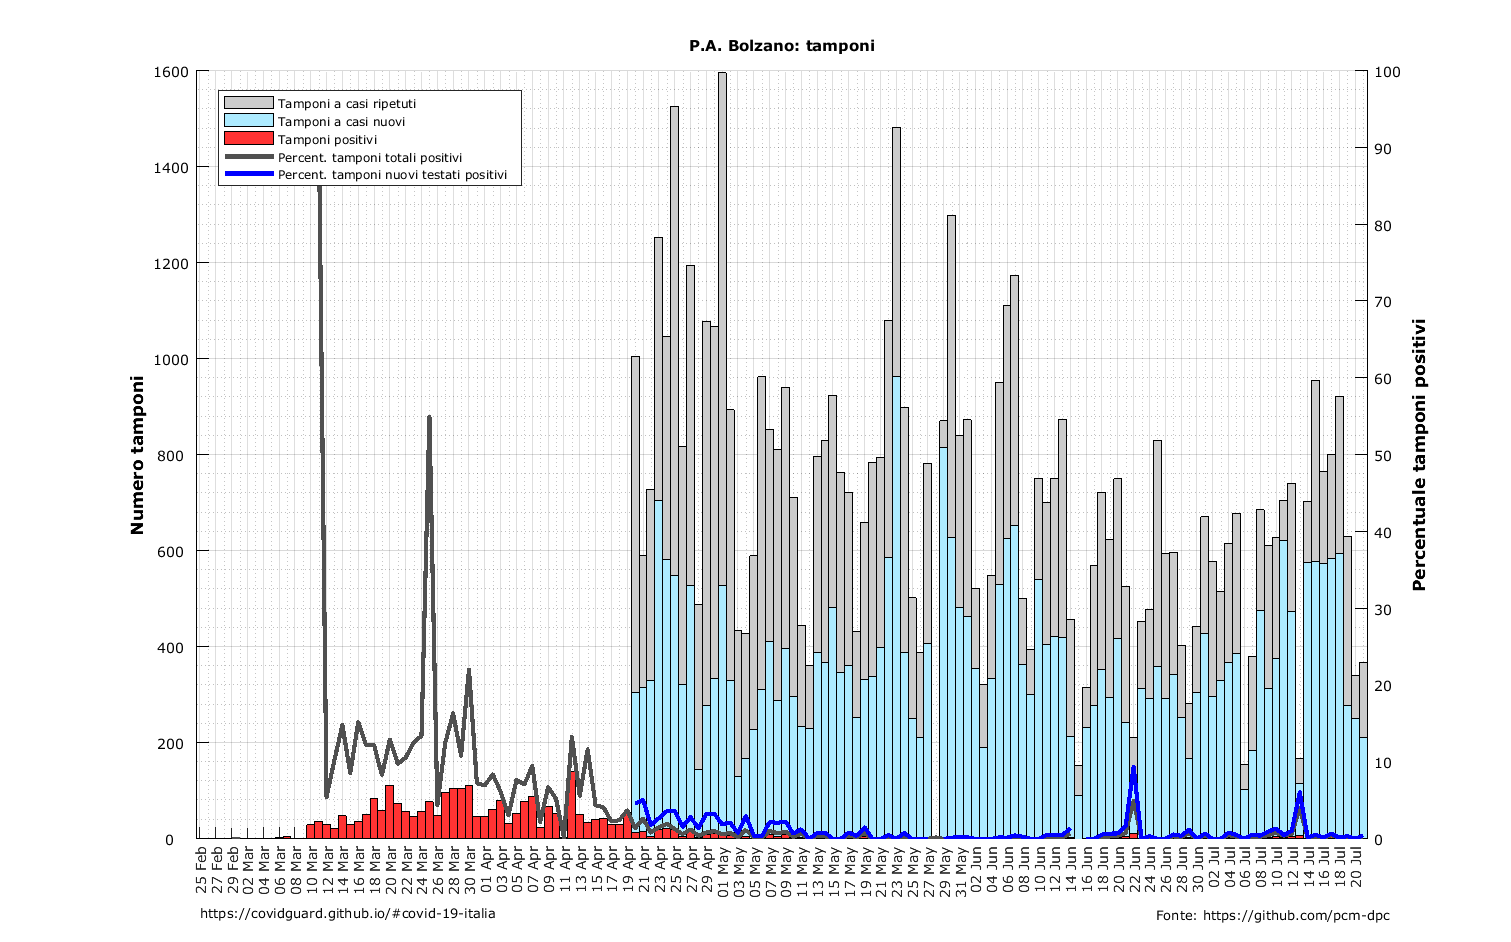 P.A. Bolzano: tamponi
Tamponi a casi ripetuti
Tamponi a casi nuovi
Tamponi positivi
Percent. tamponi totali positivi
Percent. tamponi nuovi testati positivi
Numero tamponi
1600
1400
1200
1000
800
600
400
200
0
Percentuale tamponi positivi
100
90
80
70
60
50
40
30
20
10
0
25 Feb
27 Feb
29 Feb
02 Mar
04 Mar
06 Mar
08 Mar
10 Mar
12 Mar
14 Mar
16 Mar
18 Mar
20 Mar
22 Mar
24 Mar
26 Mar
28 Mar
30 Mar
01 Apr
03 Apr
05 Apr
07 Apr
09 Apr
11 Apr
13 Apr
15 Apr
17 Apr
19 Apr
21 Apr
23 Apr
25 Apr
27 Apr
29 Apr
01 May
03 May
05 May
07 May
09 May
11 May
13 May
15 May
17 May
19 May
21 May
23 May
25 May
27 May
29 May
31 May
02 Jun
04 Jun
06 Jun
08 Jun
10 Jun
12 Jun
14 Jun
16 Jun
18 Jun
20 Jun
22 Jun
24 Jun
26 Jun
28 Jun
30 Jun
02 Jul
04 Jul
06 Jul
08 Jul
10 Jul
12 Jul
14 Jul
16 Jul
18 Jul
20 Jul
https://covidguard.github.io/#covid-19-italia
Fonte: https://github.com/pcm-dpc